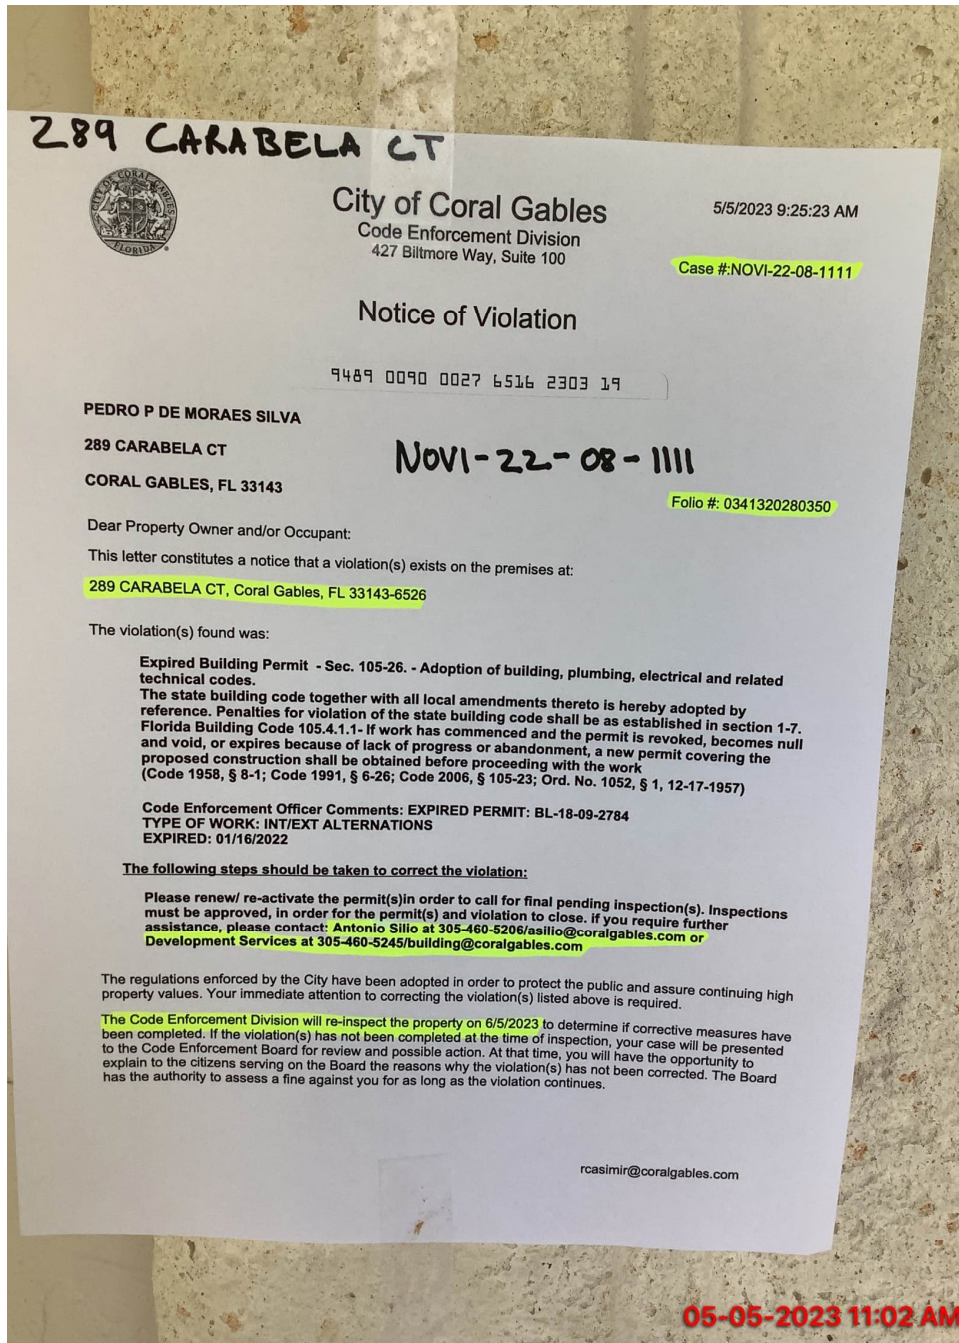 289 CARABELA CT
CITY OF CORAL GABLES
FLORIDA
City of Coral Gables
Code Enforcement Division
427 Biltmore Way, Suite 100
5/5/2023 9:25:23 AM
Case #:NOVI-22-08-1111
Notice of Violation
9489 0090 0027 6516 2303 19
PEDRO P DE MORAES SILVA
289 CARABELA CT
CORAL GABLES, FL 33143
NOVI-22-08-1111
Folio #: 0341320280350
Dear Property Owner and/or Occupant:
This letter constitutes a notice that a violation(s) exists on the premises at:
289 CARABELA CT, Coral Gables, FL 33143-6526
The violation(s) found was:
Expired Building Permit - Sec. 105-26. - Adoption of building, plumbing, electrical and related
technical codes.
The state building code together with all local amendments thereto is hereby adopted by
reference. Penalties for violation of the state building code shall be as established in section 1-7.
Florida Building Code 105.4.1.1- If work has commenced and the permit is revoked, becomes null
and void, or expires because of lack of progress or abandonment, a new permit covering the
proposed construction shall be obtained before proceeding with the work
(Code 1958, § 8-1; Code 1991, § 6-26; Code 2006, § 105-23; Ord. No. 1052, § 1, 12-17-1957)
Code Enforcement Officer Comments: EXPIRED PERMIT: BL-18-09-2784
TYPE OF WORK: INT/EXT ALTERNATIONS
EXPIRED: 01/16/2022
The following steps should be taken to correct the violation:
Please renew/ re-activate the permit(s)in order to call for final pending inspection(s). Inspections
must be approved, in order for the permit(s) and violation to close. if you require further
assistance, please contact: Antonio Silio at 305-460-5206/asilio@coralgables.com or
Development Services at 305-460-5245/building@coralgables.com
The regulations enforced by the City have been adopted in order to protect the public and assure continuing high
property values. Your immediate attention to correcting the violation(s) listed above is required.
The Code Enforcement Division will re-inspect the property on 6/5/2023 to determine if corrective measures have
been completed. If the violation(s) has not been completed at the time of inspection, your case will be presented
to the Code Enforcement Board for review and possible action. At that time, you will have the opportunity to
explain to the citizens serving on the Board the reasons why the violation(s) has not been corrected. The Board
has the authority to assess a fine against you for as long as the violation continues.
rcasimir@coralgables.com
05-05-2023 11:02 AM